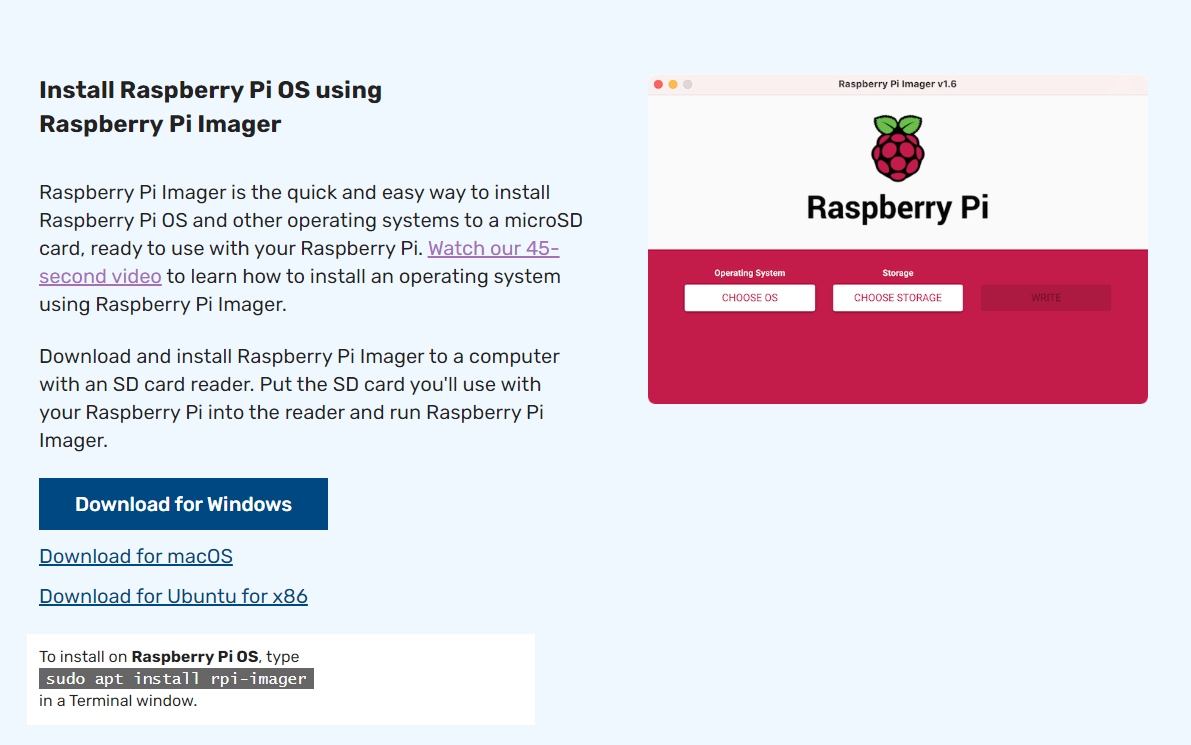 Install Raspberry Pi OS using
Raspberry Pi Imager
Raspberry Pi Imager is the quick and easy way to install
Raspberry Pi OS and other operating systems to a microSD
card, ready to use with your Raspberry Pi. Watch our 45-
second video to learn how to install an operating system
using Raspberry Pi Imager.
Download and install Raspberry Pi Imager to a computer
with an SD card reader. Put the SD card you'll use with
your Raspberry Pi into the reader and run Raspberry Pi
Imager.
Download for Windows
Download for macOS
Download for Ubuntu for x86
To install on Raspberry Pi OS, type
sudo apt install rpi-imager
in a Terminal window.
Raspberry Pi Imager v1.6
Raspberry Pi
Operating System Storage
CHOOSE OS CHOOSE STORAGE WRITE